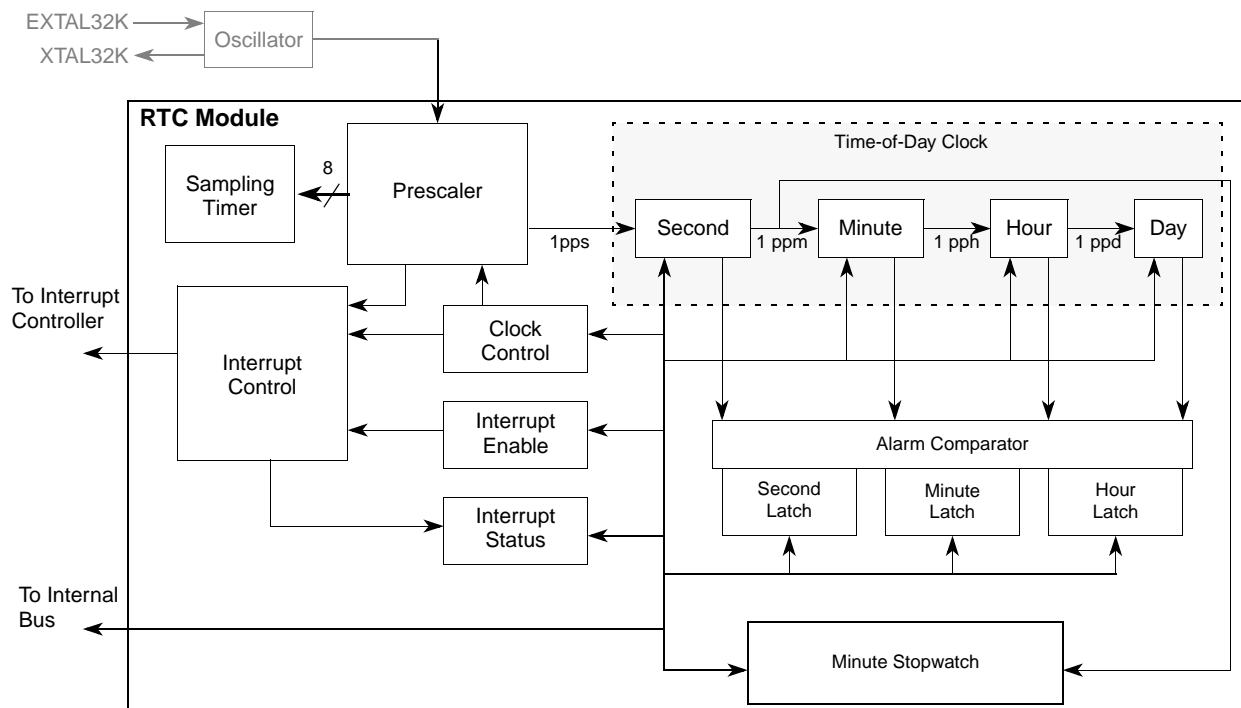 EXTAL32K
XTAL32K
Oscillator
RTC Module
Time-of-Day Clock
8
Sampling
Timer
Prescaler
1pps
Second
1 ppm
Minute
1 pph
Hour
1 ppd
Day
To Interrupt
Controller
Interrupt
Control
Clock
Control
Interrupt
Enable
Alarm Comparator
Second
Latch
Minute
Latch
Hour
Latch
Interrupt
Status
To Internal
Bus
Minute Stopwatch